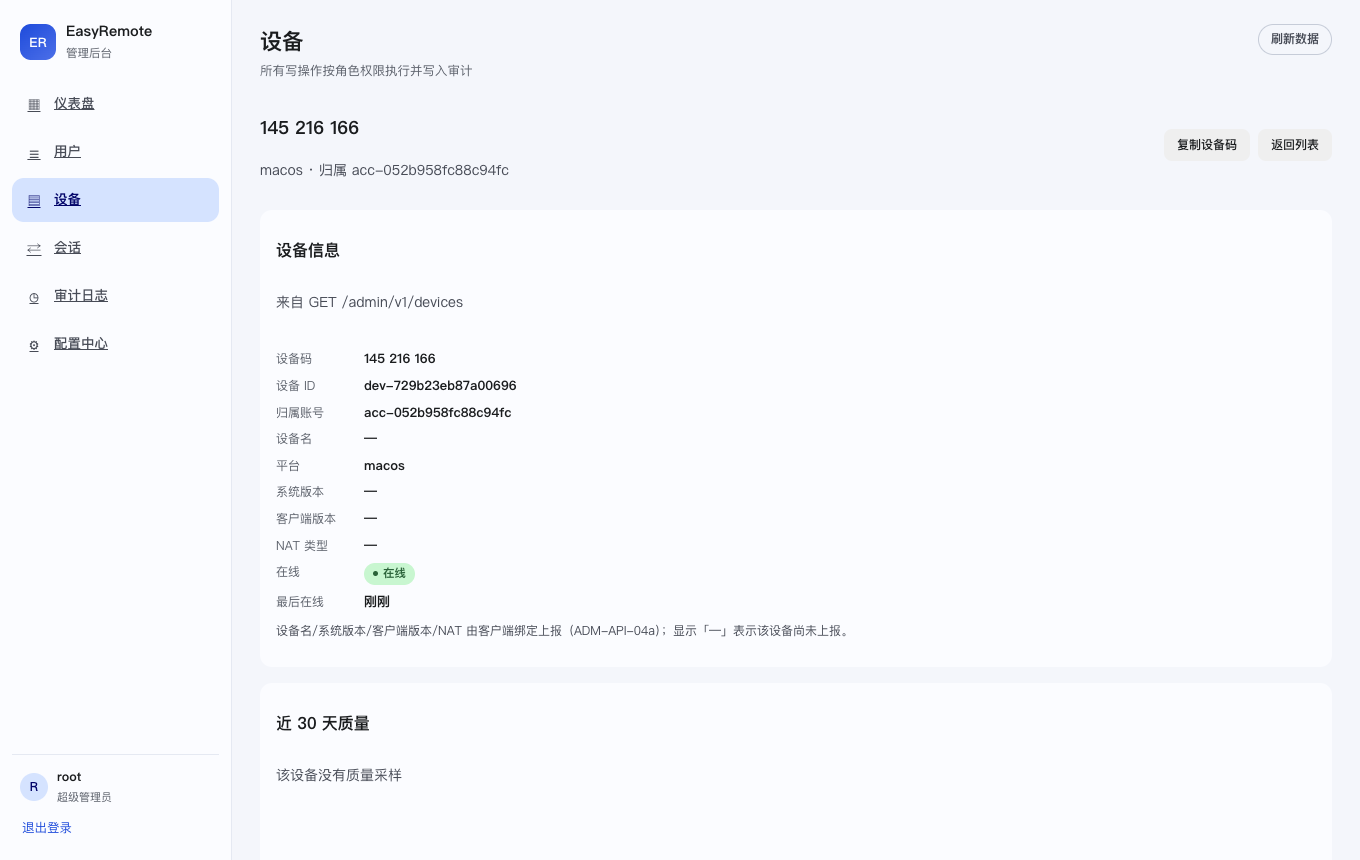 ER
EasyRemote
管理后台
仪表盘
用户
设备
会话
审计日志
配置中心
R
root
超级管理员
退出登录
设备
所有写操作按角色权限执行并写入审计
刷新数据
145 216 166
macos · 归属 acc-052b958fc88c94fc
复制设备码
返回列表
设备信息
来自 GET /admin/v1/devices
设备码 145 216 166
设备 ID dev-729b23eb87a00696
归属账号 acc-052b958fc88c94fc
设备名 —
平台 macos
系统版本 —
客户端版本 —
NAT 类型 —
在线 在线
最后在线 刚刚
设备名/系统版本/客户端版本/NAT 由客户端绑定上报（ADM-API-04a）；显示「—」表示该设备尚未上报。
近 30 天质量
该设备没有质量采样